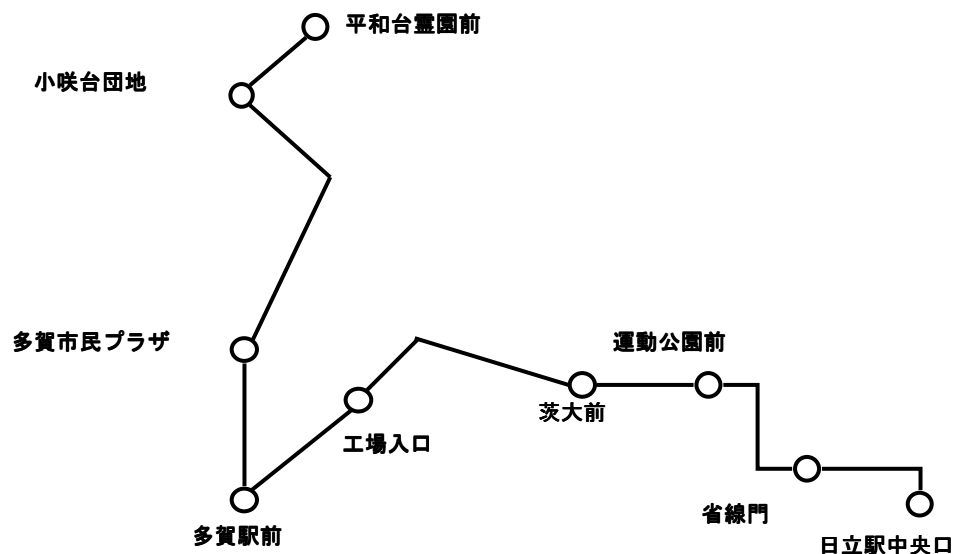 平和台霊園前
小咲台団地
多賀市民プラザ
運動公園前
茨大前
工場入口
省線門
多賀駅前
日立駅中央口